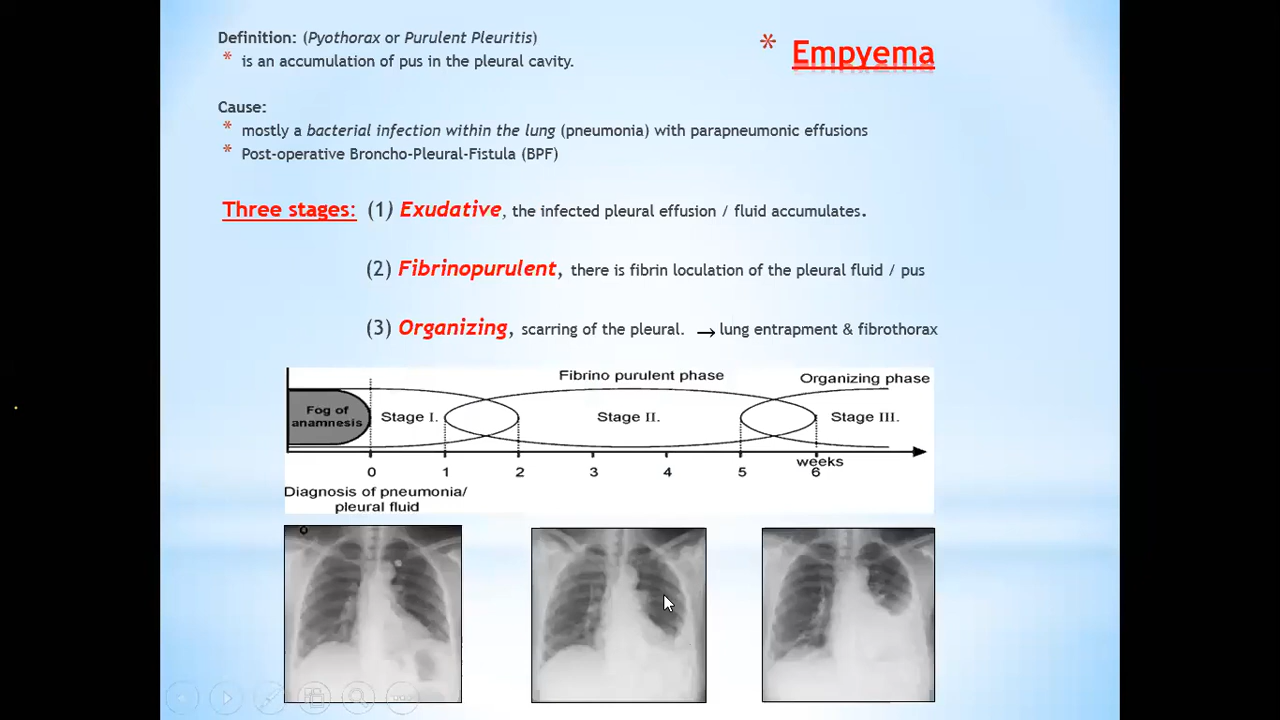 Definition: (Pyothorax or Purulent Pleuritis)
* is an accumulation of pus in the pleural cavity.
* Empyema
Cause:
* mostly a bacterial infection within the lung (pneumonia) with parapneumonic effusions
* Post-operative Broncho-Pleural-Fistula (BPF)
Three stages: (1) Exudative, the infected pleural effusion / fluid accumulates.
(2) Fibrinopurulent, there is fibrin loculation of the pleural fluid / pus
(3) Organizing, scarring of the pleural. → lung entrapment & fibrothorax
Fibrino purulent phase
Organizing phase
Fog of
anamnesis
Stage I.
Stage II.
Stage III.
weeks
0 1 2 3 4 5 6
Diagnosis of pneumonia/
pleural fluid